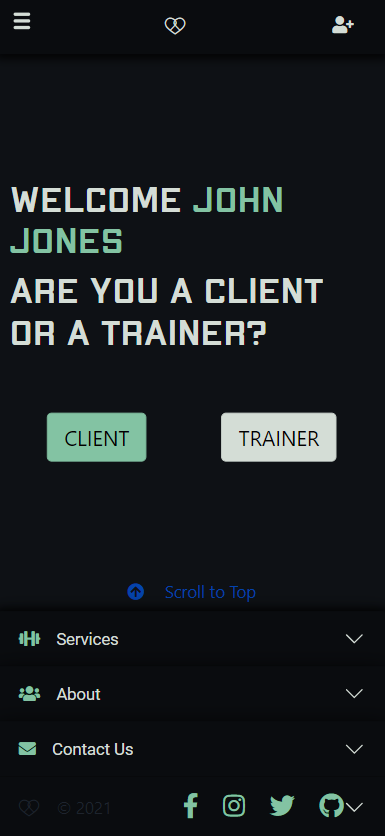 WELCOME JOHN
JONES
ARE YOU A CLIENT
OR A TRAINER?
CLIENT
TRAINER
Scroll to Top
Services
About
Contact Us
© 2021